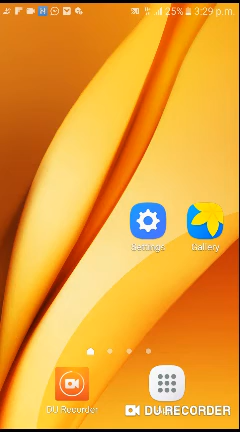 25% 3:29 p.m.
Settings
Gallery
DU Recorder
DU RECORDER